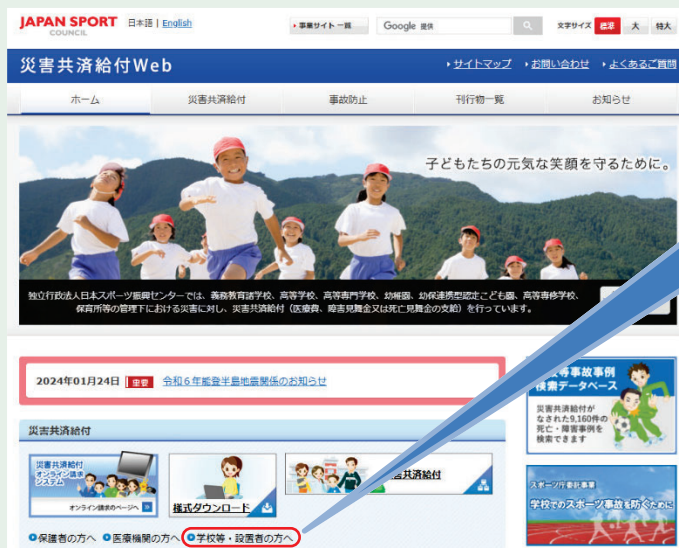 JAPAN SPORT
COUNCIL
日本語 | English
事業サイト一覧
Google 提供
文字サイズ 標準 大 特大
災害共済給付Web
サイトマップ お問い合わせ よくあるご質問
ホーム 災害共済給付 事故防止 刊行物一覧 お知らせ
子どもたちの元気な笑顔を守るために。
独立行政法人日本スポーツ振興センターでは、義務教育諸学校、高等学校、高等専門学校、幼稚園、幼保連携型認定こども園、高等専修学校、
保育所等の管理下における災害に対し、災害共済給付（医療費、障害見舞金又は死亡見舞金の支給）を行っています。
2024年01月24日 重要 令和６年能登半島地震関係のお知らせ
等事故事例
検索データベース
災害共済給付が
なされた9,160件の
死亡・障害事例を
検索できます
災害共済給付
災害共済給付
オンライン請求
システム
オンライン請求のページへ
様式ダウンロード
共済給付
スポーツ庁委託事業
学校でのスポーツ事故を防ぐために
保護者の方へ 医療機関の方へ 学校等・設置者の方へ